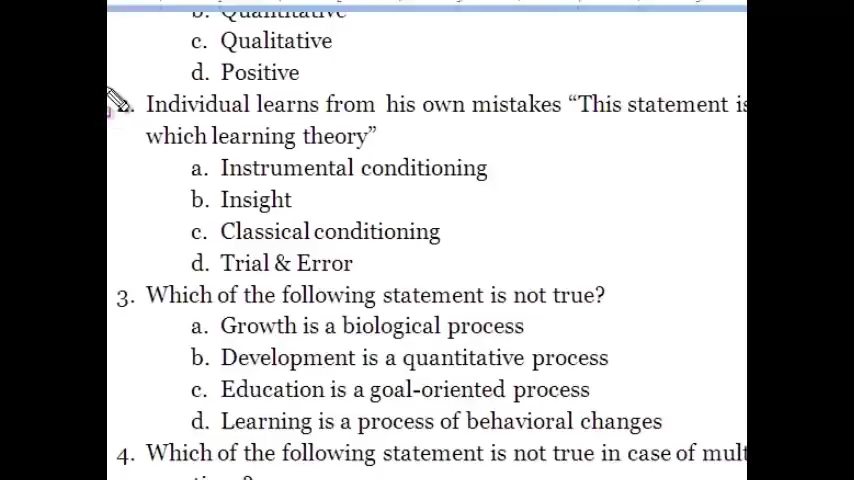 b. Quantitative
c. Qualitative
d. Positive
Individual learns from his own mistakes “This statement is
which learning theory”
a. Instrumental conditioning
b. Insight
c. Classical conditioning
d. Trial & Error
3. Which of the following statement is not true?
a. Growth is a biological process
b. Development is a quantitative process
c. Education is a goal-oriented process
d. Learning is a process of behavioral changes
4. Which of the following statement is not true in case of mult